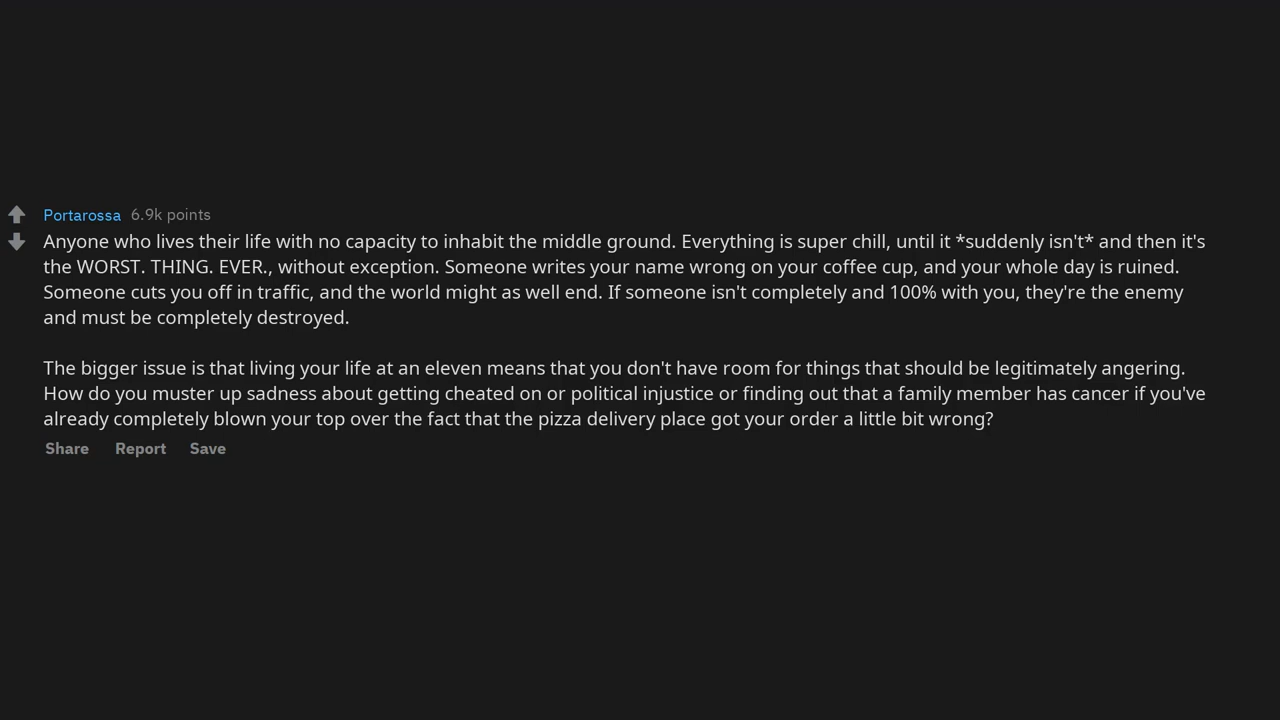 Portarossa 6.9k points
Anyone who lives their life with no capacity to inhabit the middle ground. Everything is super chill, until it *suddenly isn't* and then it's
the WORST. THING. EVER., without exception. Someone writes your name wrong on your coffee cup, and your whole day is ruined.
Someone cuts you off in traffic, and the world might as well end. If someone isn't completely and 100% with you, they're the enemy
and must be completely destroyed.
The bigger issue is that living your life at an eleven means that you don't have room for things that should be legitimately angering.
How do you muster up sadness about getting cheated on or political injustice or finding out that a family member has cancer if you've
already completely blown your top over the fact that the pizza delivery place got your order a little bit wrong?
Share Report Save